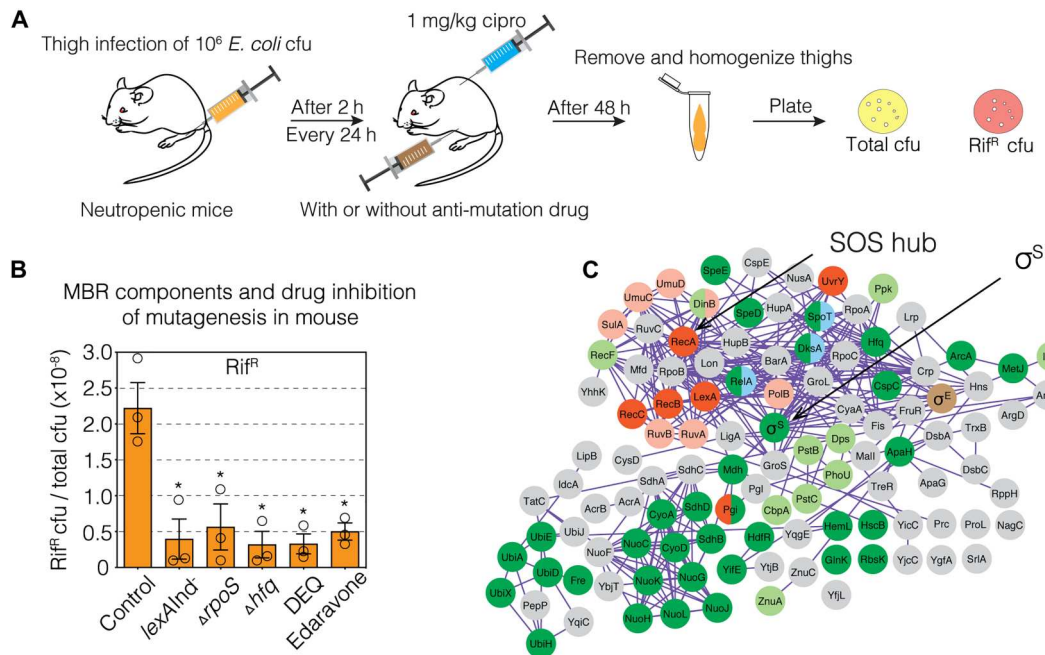 A
Thigh infection of 10⁶ E. coli cfu
1 mg/kg cipro
Remove and homogenize thighs
After 2 h
Every 24 h
After 48 h
Plate
Total cfu
Rifᴿ cfu
Neutropenic mice
With or without anti-mutation drug
B
MBR components and drug inhibition
of mutagenesis in mouse
Rifᴿ
Rifᴿ cfu / total cfu (x10⁻⁸)
3.0
2.5
2.0
1.5
1.0
0.5
0
* * * * *
Control
lexAInd⁻
ΔrpoS
Δhfq
DEQ
Edaravone
C
SOS hub
σˢ
SpeE CspE NusA UvrY
UmuD UmuC DinB Ppk
SulA RuvC SpeD HupA SpoT RpoA Lrp
RecF RecA HupB DksA Hfq ArcA
Mfd RpoB Lon BarA RpoC Crp MetJ
YhhK RelA GroL CspC Hns
RecC RecB LexA PolB CyaA FruR σᴱ ArgD
RuvB RuvA LigA σˢ Fis DsbA TrxB
LipB CysD GroS PstB Dps MalI ApaH DsbC
IdcA SdhC Mdh PhoU TreR ApaG RppH
TatC SdhA PgI PstC
AcrB AcrA CyoA SdhD Pgi CbpA
UbiE UbiJ NuoC CyoD SdhB HdfR YqgE HemL HscB YicC Prc ProL NagC
UbiA NuoF
UbiD Fre YbjT NuoK NuoG YifE YtjB GlnK RbsK YjcC YgfA SrlA
UbiX PepP ZnuC
YqiC NuoH NuoL NuoJ ZnuA YfjL
UbiH